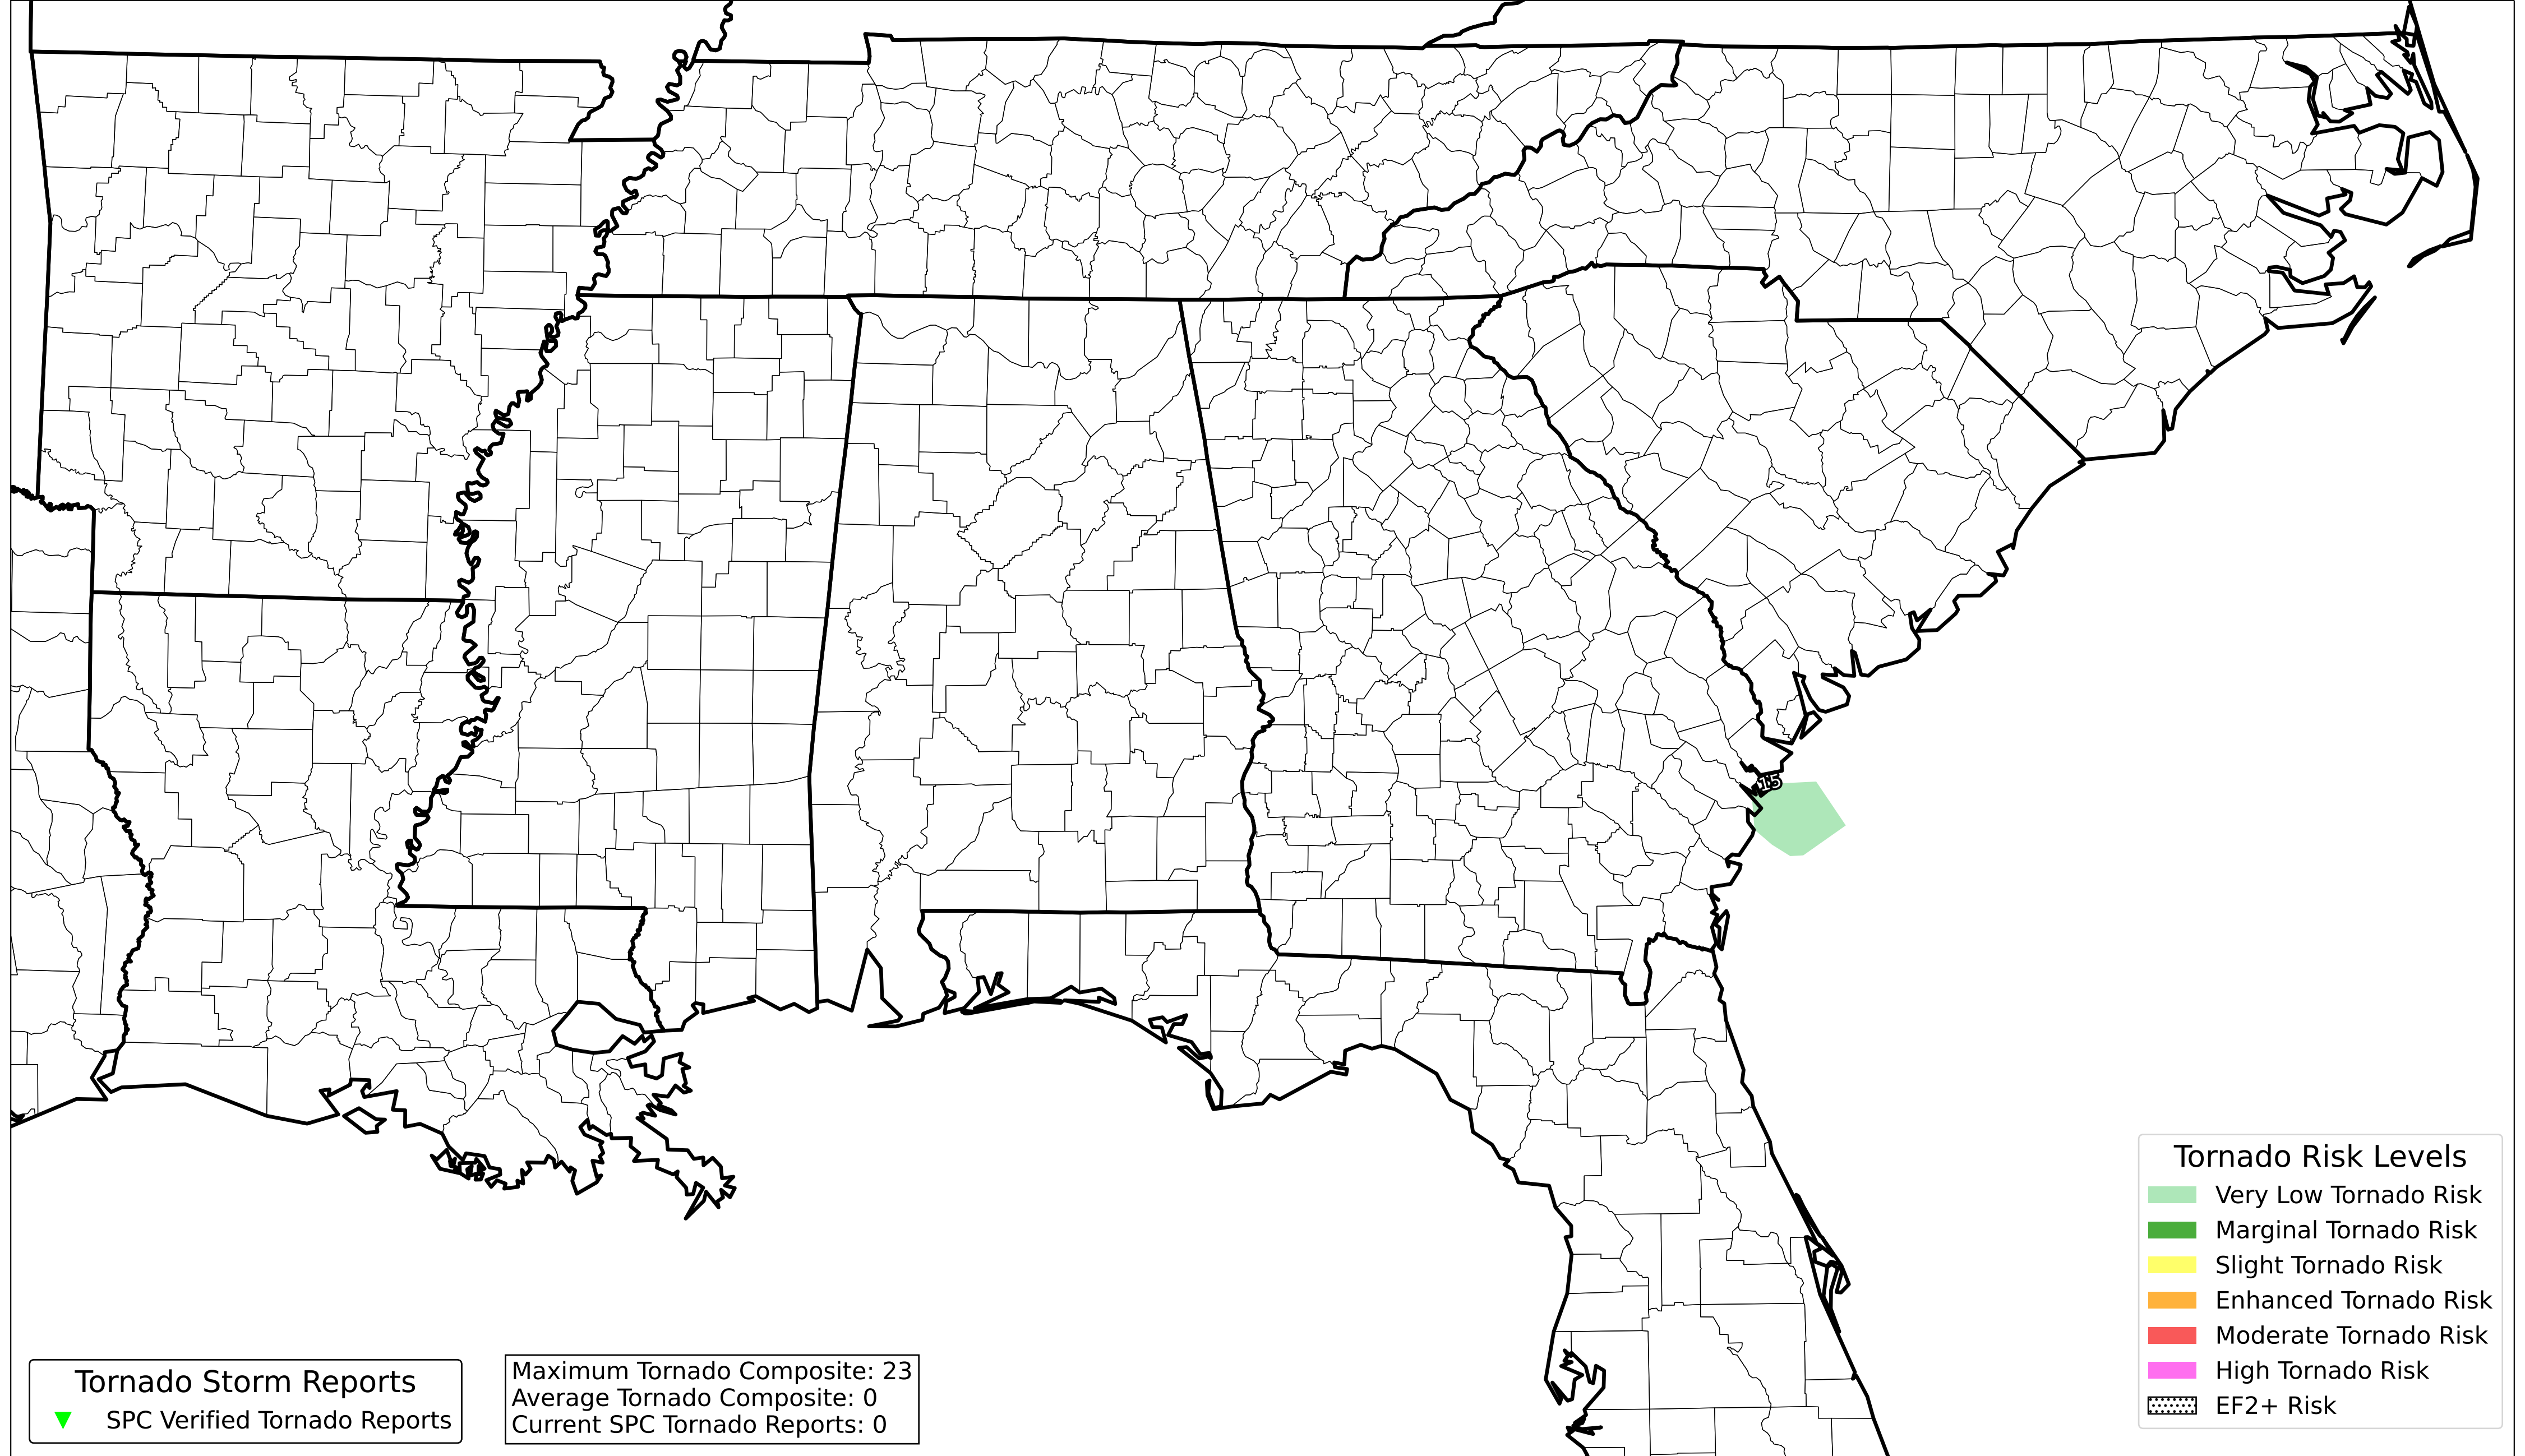 15
Tornado Risk Levels
Very Low Tornado Risk
Marginal Tornado Risk
Slight Tornado Risk
Enhanced Tornado Risk
Moderate Tornado Risk
High Tornado Risk
EF2+ Risk
Tornado Storm Reports
SPC Verified Tornado Reports
Maximum Tornado Composite: 23
Average Tornado Composite: 0
Current SPC Tornado Reports: 0